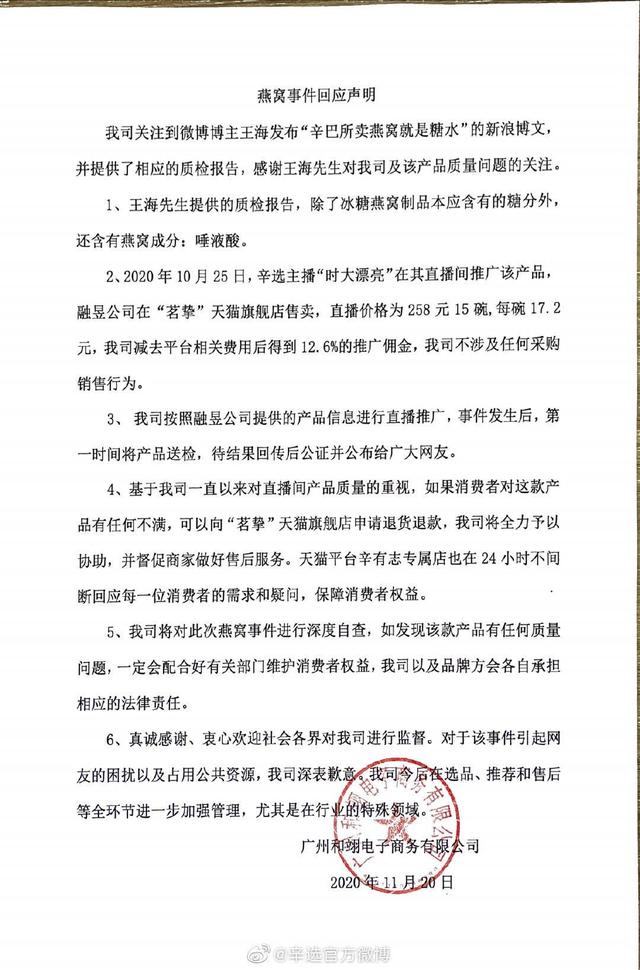 燕窝事件回应声明
我司关注到微博博主王海发布“辛巴所卖燕窝就是糖水”的新浪博文，
并提供了相应的质检报告，感谢王海先生对我司及该产品质量问题的关注。
1、王海先生提供的质检报告，除了冰糖燕窝制品本应含有的糖分外，
还含有燕窝成分：唾液酸。
2、2020 年 10 月 25 日，辛选主播“时大漂亮”在其直播间推广该产品，
融昱公司在“茗挚”天猫旗舰店售卖，直播价格为 258 元 15 碗，每碗 17.2
元，我司减去平台相关费用后得到 12.6%的推广佣金，我司不涉及任何采购
销售行为。
3、 我司按照融昱公司提供的产品信息进行直播推广，事件发生后，第
一时间将产品送检，待结果回传后公证并公布给广大网友。
4、基于我司一直以来对直播间产品质量的重视，如果消费者对这款产
品有任何不满，可以向“茗挚”天猫旗舰店申请退货退款，我司将全力予以
协助，并督促商家做好售后服务。天猫平台辛有志专属店也在 24 小时不间
断回应每一位消费者的需求和疑问，保障消费者权益。
5、我司将对此次燕窝事件进行深度自查，如发现该款产品有任何质量
问题，一定会配合好有关部门维护消费者权益，我司以及品牌方会各自承担
相应的法律责任。
6、真诚感谢、衷心欢迎社会各界对我司进行监督。对于该事件引起网
友的困扰以及占用公共资源，我司深表歉意。我司今后在选品、推荐和售后
等全环节进一步加强管理，尤其是在行业的特殊领域。
广州和翊电子商务有限公司
广州和翊电子商务有限公司
2020 年 11 月 20 日
@辛选官方微博